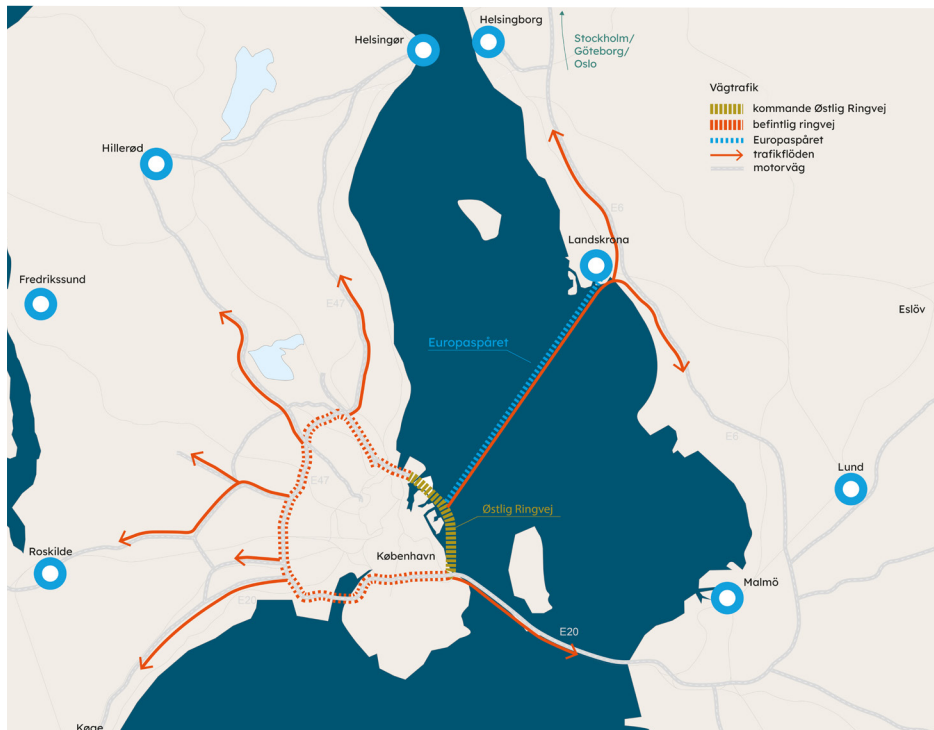 Helsingør
Helsingborg
Stockholm/
Göteborg/
Oslo
Vägtrafik
kommande Østlig Ringvej
befintlig ringvej
Europaspåret
trafikflöden
motorväg
Hillerød
E6
Landskrona
Fredrikssund
E47
Eslöv
Europaspåret
E6
Lund
E47
Østlig Ringvej
Roskilde
København
Malmö
E20
E20
Køge